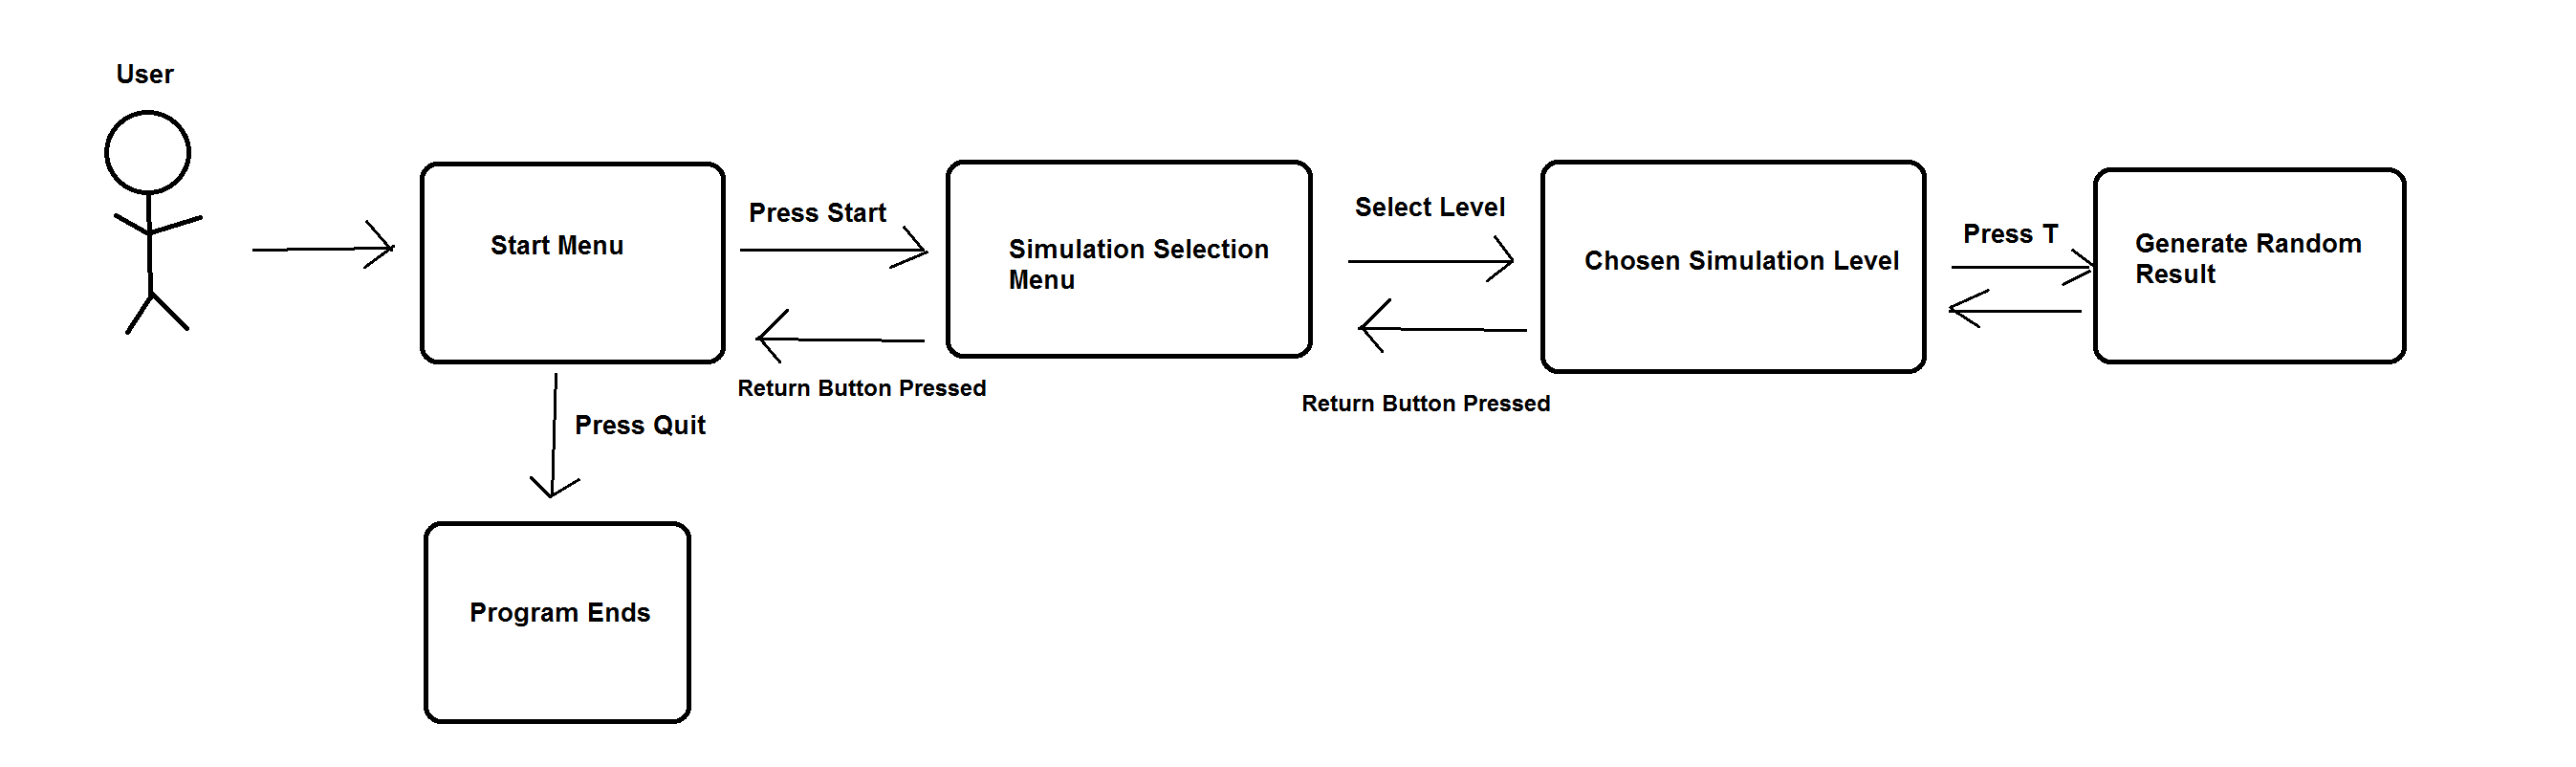 User
Start Menu
Press Start
Simulation Selection
Menu
Select Level
Chosen Simulation Level
Press T
Generate Random
Result
Return Button Pressed
Return Button Pressed
Press Quit
Program Ends